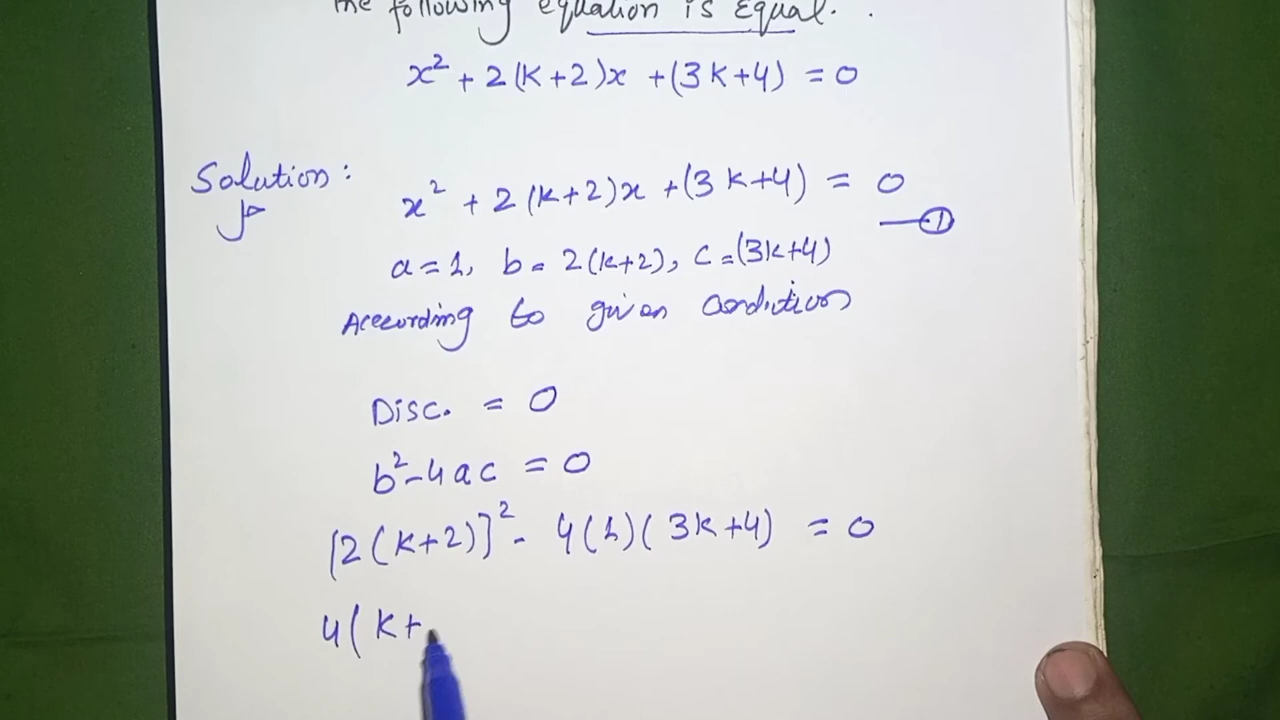 the following equation is equal.
x² + 2(k+2)x + (3k+4) = 0
Solution:
x² + 2(k+2)x + (3k+4) = 0
—①
a = 1, b = 2(k+2), c = (3k+4)
Acecording to given condition
Disc. = 0
b² - 4ac = 0
[2(k+2)]² - 4(1)(3k+4) = 0
4(k+